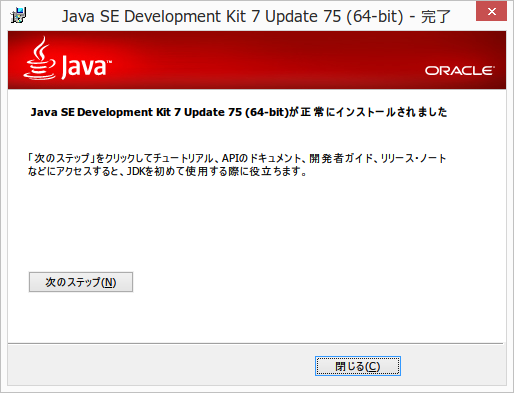 Java SE Development Kit 7 Update 75 (64-bit) - 完了
Java™
ORACLE®
Java SE Development Kit 7 Update 75 (64-bit)が正常にインストールされました
「次のステップ」をクリックしてチュートリアル、APIのドキュメント、開発者ガイド、リリース・ノート
などにアクセスすると、JDKを初めて使用する際に役立ちます。
次のステップ(N)
閉じる(C)